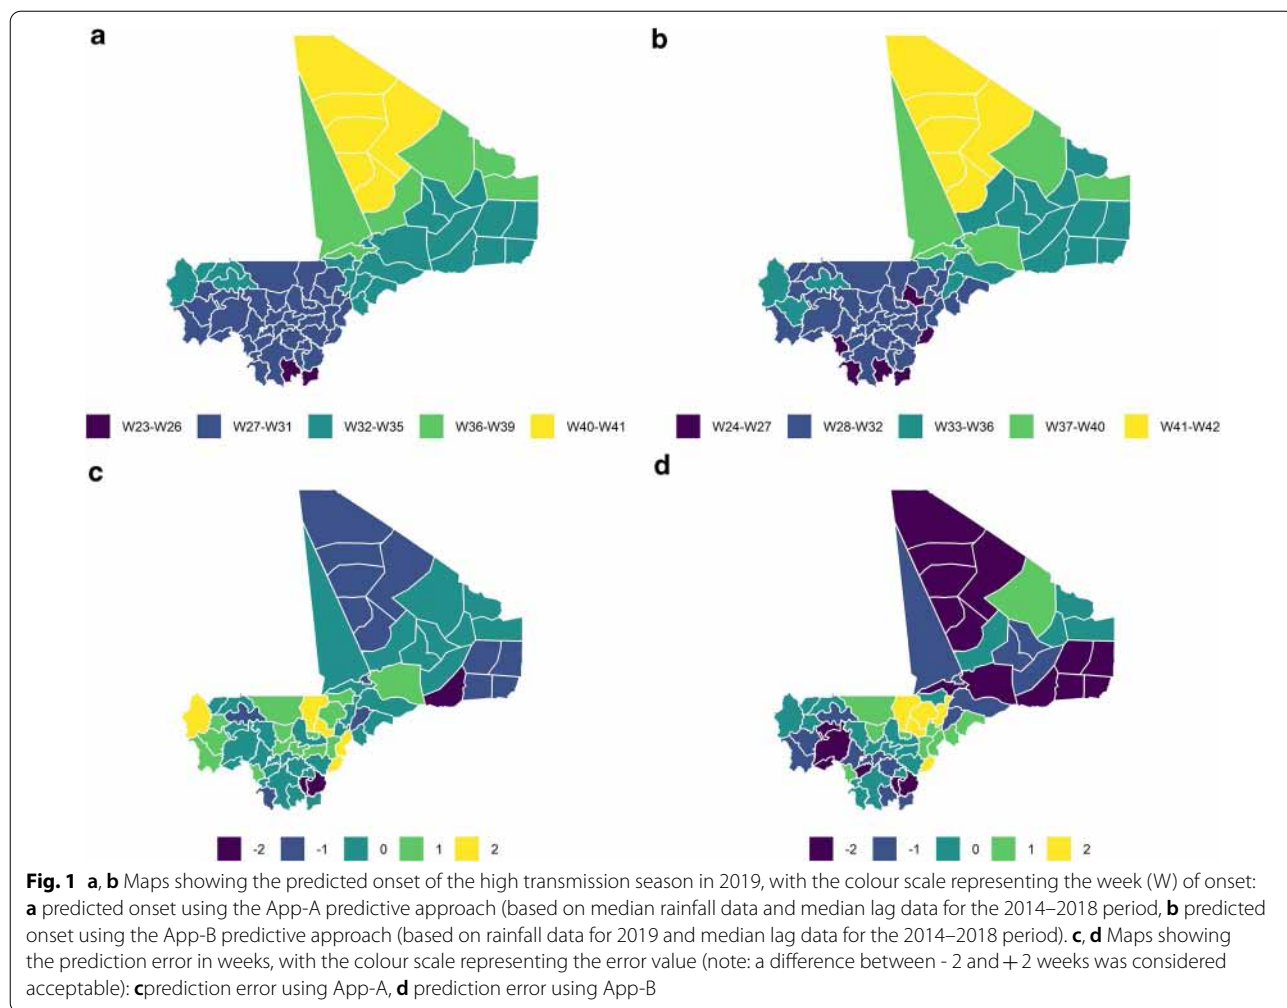 a
b
W23-W26 W27-W31 W32-W35 W36-W39 W40-W41
W24-W27 W28-W32 W33-W36 W37-W40 W41-W42
c
d
-2 -1 0 1 2
-2 -1 0 1 2
Fig. 1 a, b Maps showing the predicted onset of the high transmission season in 2019, with the colour scale representing the week (W) of onset:
a predicted onset using the App-A predictive approach (based on median rainfall data and median lag data for the 2014–2018 period, b predicted
onset using the App-B predictive approach (based on rainfall data for 2019 and median lag data for the 2014–2018 period). c, d Maps showing
the prediction error in weeks, with the colour scale representing the error value (note: a difference between - 2 and + 2 weeks was considered
acceptable): cprediction error using App-A, d prediction error using App-B